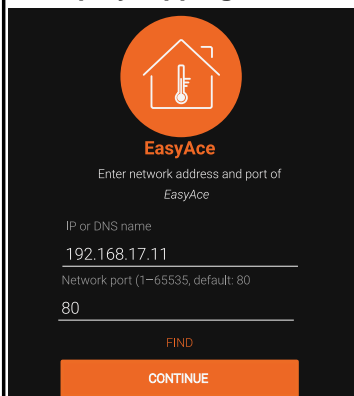 EasyAce
Enter network address and port of
EasyAce
IP or DNS name
192.168.17.11
Network port (1–65535, default: 80
80
FIND
CONTINUE